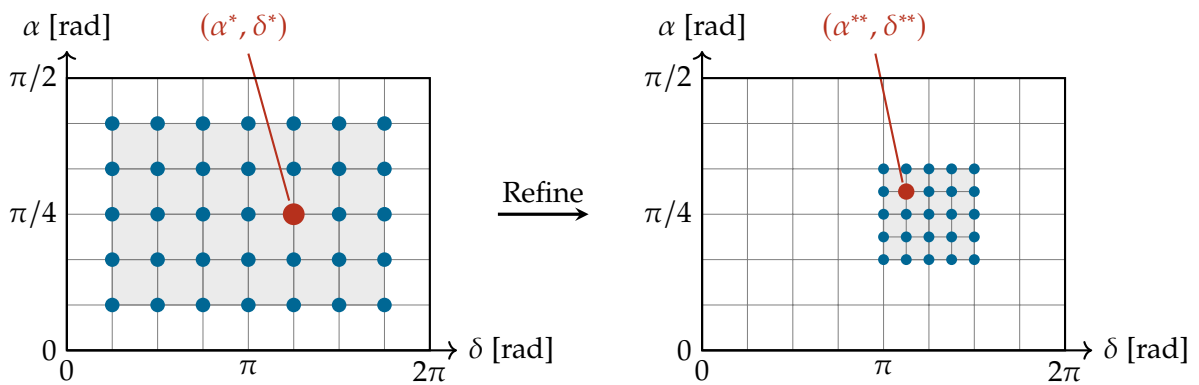 (α*, δ*)
α [rad]
π/2
π/4
0
0
π
2π
δ [rad]
Refine
(α**, δ**)
α [rad]
π/2
π/4
0
0
π
2π
δ [rad]